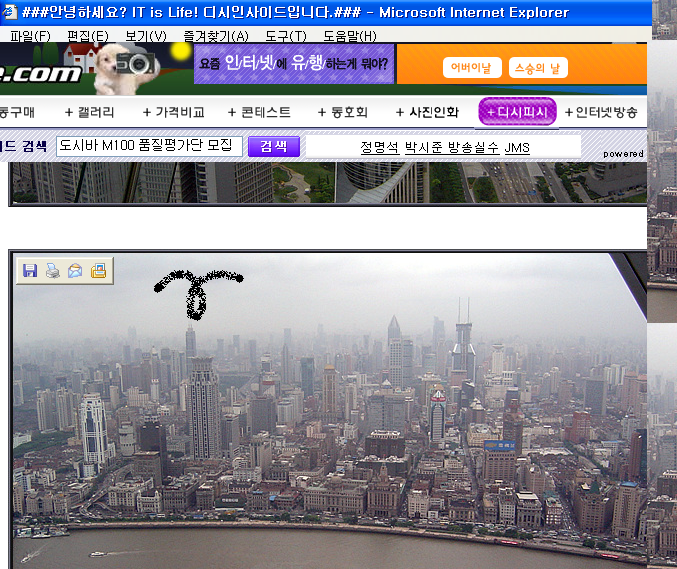 ###안녕하세요? IT is Life! 디시인사이드입니다.### - Microsoft Internet Explorer
파일(F) 편집(E) 보기(V) 즐겨찾기(A) 도구(T) 도움말(H)
e.com 요즘 인/터/넷/에 유/행/하는게 뭐야? 어버이날 스승의 날
동구매 + 갤러리 + 가격비교 + 콘테스트 + 동호회 + 사진인화 + 디시피시 + 인터넷방송
드 검색 도시바 M100 품질평가단 모집 검색 정명석 박시준 방송실수 JMS
powered